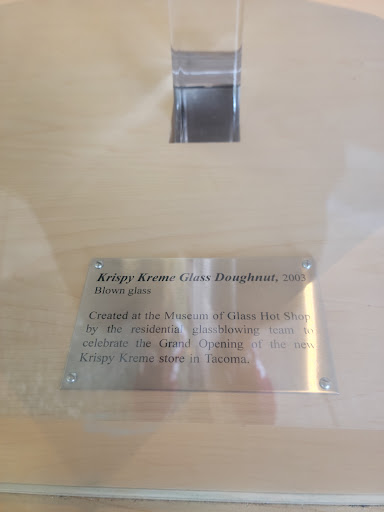 Krispy Kreme Glass Doughnut, 2003
Blown glass
Created at the Museum of Glass Hot Shop
by the residential glassblowing team to
celebrate the Grand Opening of the new
Krispy Kreme store in Tacoma.